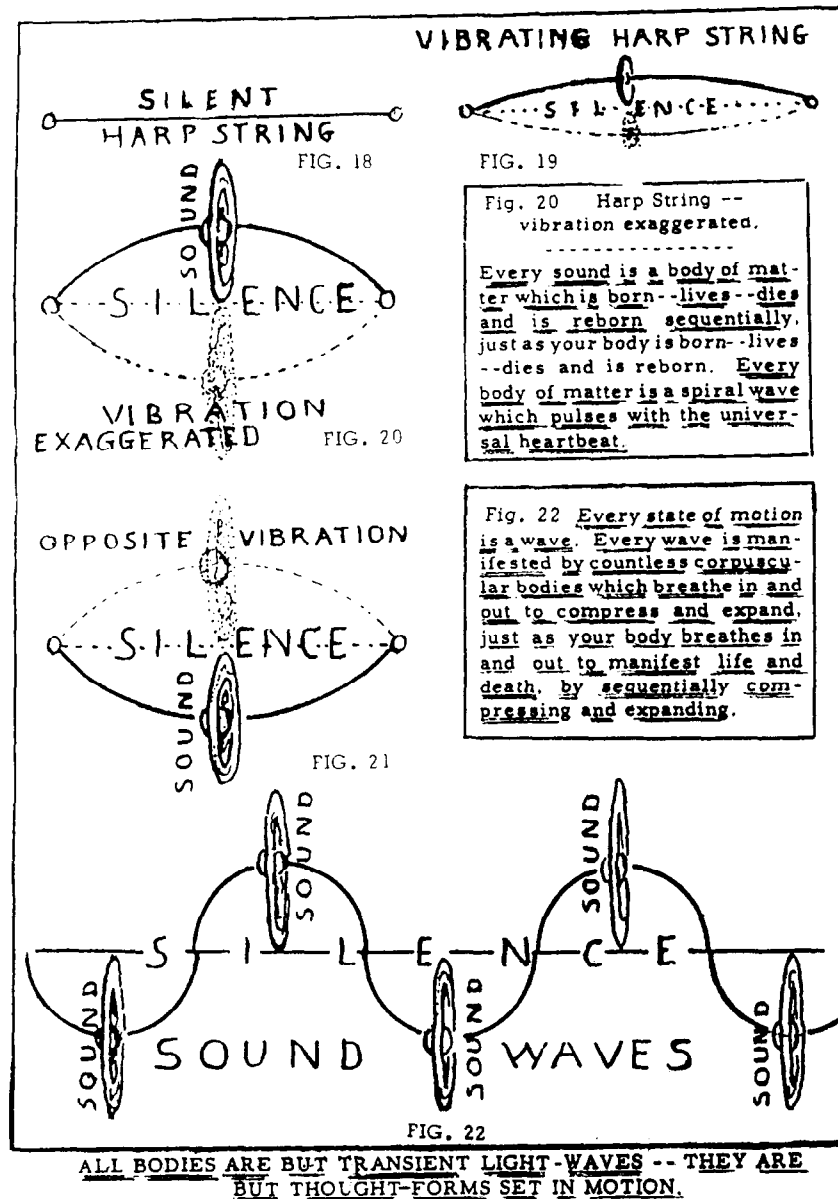 VIBRATING HARP STRING
SILENT
HARP STRING
FIG. 18
SILENCE
FIG. 19
SOUND
SILENCE
VIBRATION
EXAGGERATED
FIG. 20
Fig. 20 Harp String --
vibration exaggerated.
Every sound is a body of mat-
ter which is born--lives--dies
and is reborn sequentially,
just as your body is born--lives
--dies and is reborn. Every
body of matter is a spiral wave
which pulses with the univer-
sal heartbeat.
OPPOSITE VIBRATION
SILENCE
SOUND
FIG. 21
Fig. 22 Every state of motion
is a wave. Every wave is man-
ifested by countless corpuscu-
lar bodies which breathe in and
out to compress and expand,
just as your body breathes in
and out to manifest life and
death, by sequentially com-
pressing and expanding.
SOUND
SOUND
SILENCE
SOUND
SOUND
SOUND
SOUND WAVES
FIG. 22
ALL BODIES ARE BUT TRANSIENT LIGHT-WAVES -- THEY ARE
BUT THOUGHT-FORMS SET IN MOTION.